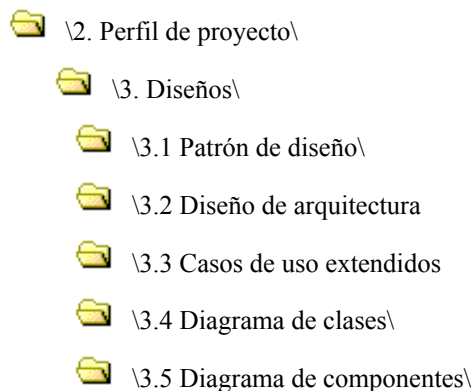 \2. Perfil de proyecto\
\3. Diseños\
\3.1 Patrón de diseño\
\3.2 Diseño de arquitectura
\3.3 Casos de uso extendidos
\3.4 Diagrama de clases\
\3.5 Diagrama de componentes\